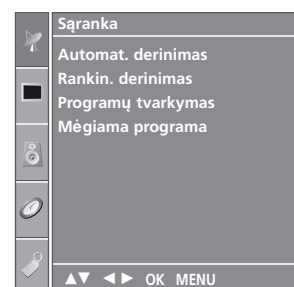 Sąranka
Automat. derinimas
Rankin. derinimas
Programų tvarkymas
Mėgiama programa
▲▼ ◄► OK MENU